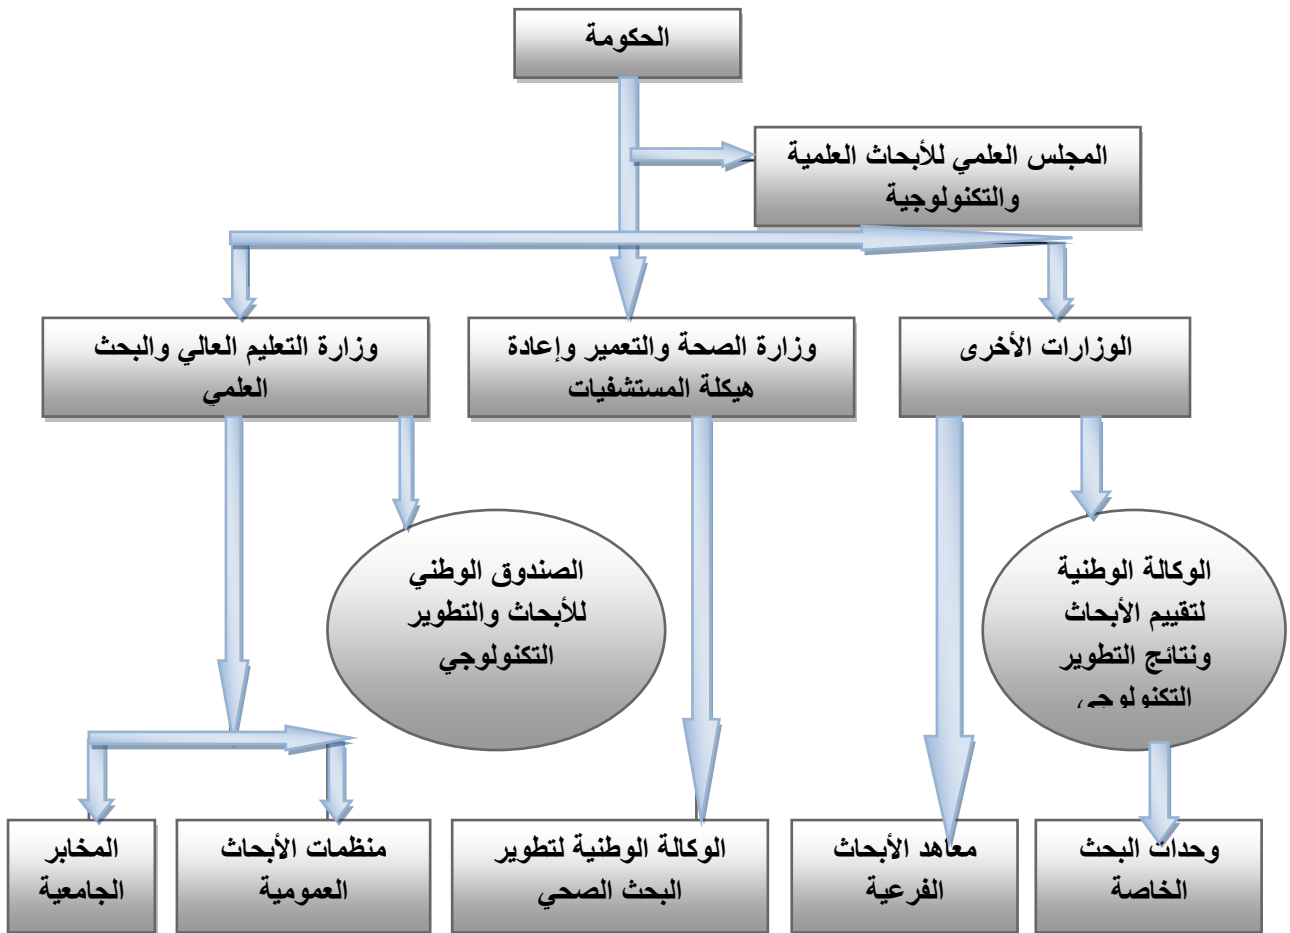 الحكومة
المجلس العلمي للأبحاث العلمية
والتكنولوجية
الوزارات الأخرى
وزارة الصحة والتعمير وإعادة
هيكلة المستشفيات
وزارة التعليم العالي والبحث
العلمي
الوكالة الوطنية
لتقييم الأبحاث
ونتائج التطوير
التكنولوجي
الصندوق الوطني
للأبحاث والتطوير
التكنولوجي
وحدات البحث
الخاصة
معاهد الأبحاث
الفرعية
الوكالة الوطنية لتطوير
البحث الصحي
منظمات الأبحاث
العمومية
المخابر
الجامعية